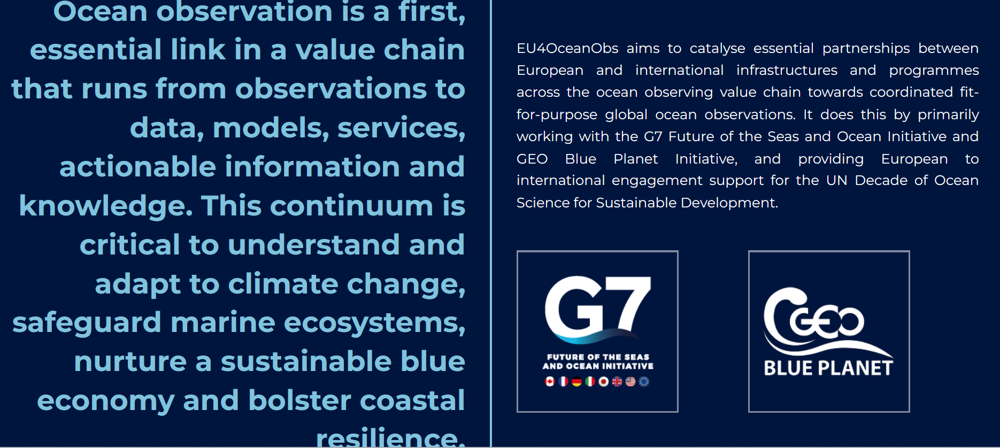 Ocean observation is a first,
essential link in a value chain
that runs from observations to
data, models, services,
actionable information and
knowledge. This continuum is
critical to understand and
adapt to climate change,
safeguard marine ecosystems,
nurture a sustainable blue
economy and bolster coastal
resilience.
EU4OceanObs aims to catalyse essential partnerships between
European and international infrastructures and programmes
across the ocean observing value chain towards coordinated fit-
for-purpose global ocean observations. It does this by primarily
working with the G7 Future of the Seas and Ocean Initiative and
GEO Blue Planet Initiative, and providing European to
international engagement support for the UN Decade of Ocean
Science for Sustainable Development.
G7
FUTURE OF THE SEAS
AND OCEAN INITIATIVE
GEO
BLUE PLANET